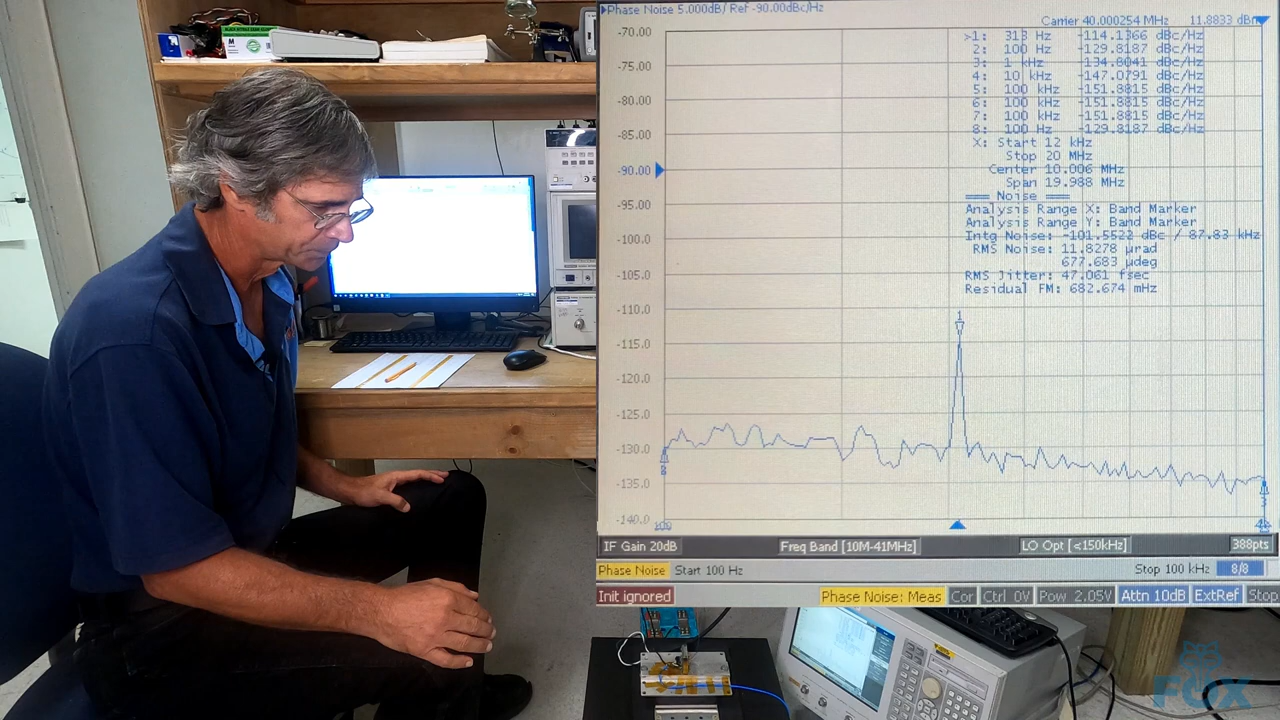 ▶Phase Noise 5.000dB/ Ref -90.00dBc/Hz
Carrier 40.000254 MHz 11.8833 dBm
-70.00
-75.00
-80.00
-85.00
-90.00
-95.00
-100.0
-105.0
-110.0
-115.0
-120.0
-125.0
-130.0
-135.0
-140.0
>1: 313 Hz -114.1366 dBc/Hz
2: 100 Hz -129.8187 dBc/Hz
3: 1 kHz -134.8041 dBc/Hz
4: 10 kHz -147.0791 dBc/Hz
5: 100 kHz -151.8815 dBc/Hz
6: 100 kHz -151.8815 dBc/Hz
7: 100 kHz -151.8815 dBc/Hz
8: 100 Hz -129.8187 dBc/Hz
X: Start 12 kHz
Stop 20 MHz
Center 10.006 MHz
Span 19.988 MHz
=== Noise ===
Analysis Range X: Band Marker
Analysis Range Y: Band Marker
Intg Noise: -101.5522 dBc / 87.83 kHz
RMS Noise: 11.8278 µrad
677.683 µdeg
RMS Jitter: 47.061 fsec
Residual FM: 682.674 mHz
1
8
100
IF Gain 20dB Freq Band [10M-41MHz] LO Opt [<150kHz] 388pts
Phase Noise Start 100 Hz Stop 100 kHz 8/8
Init ignored Phase Noise: Meas Cor Ctrl 0V Pow 2.05V Attn 10dB ExtRef Stop
M
FOX